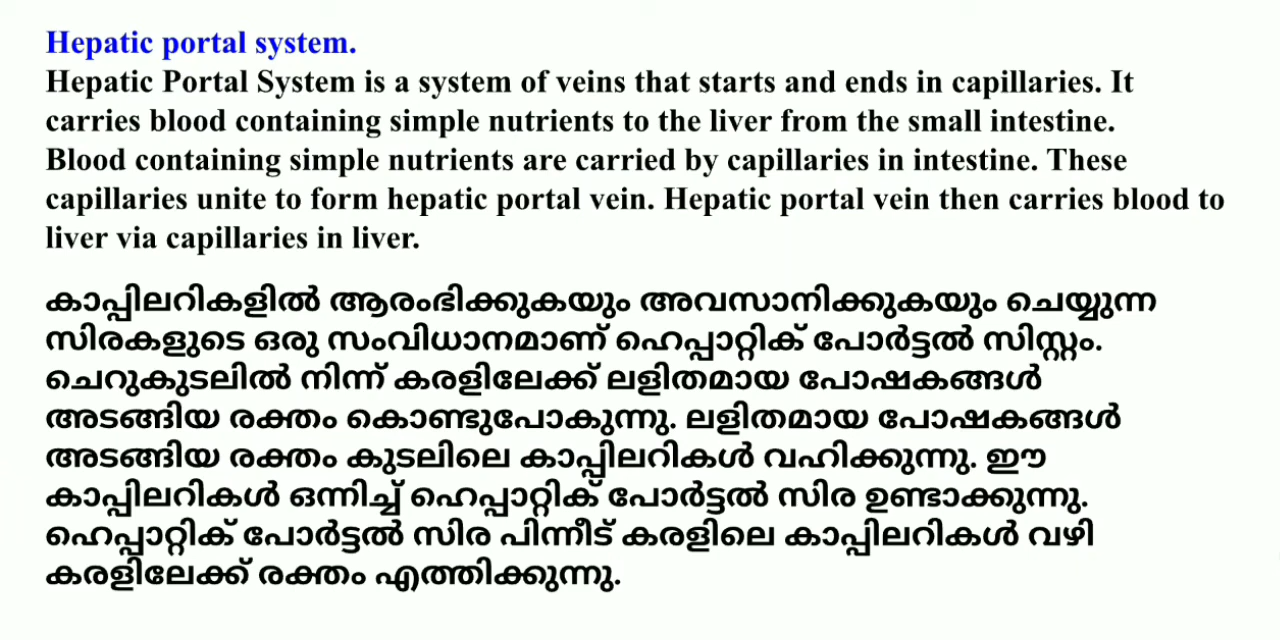 Hepatic portal system.
Hepatic Portal System is a system of veins that starts and ends in capillaries. It
carries blood containing simple nutrients to the liver from the small intestine.
Blood containing simple nutrients are carried by capillaries in intestine. These
capillaries unite to form hepatic portal vein. Hepatic portal vein then carries blood to
liver via capillaries in liver.
കാപ്പിലറികളിൽ ആരംഭിക്കുകയും അവസാനിക്കുകയും ചെയ്യുന്ന
സിരകളുടെ ഒരു സംവിധാനമാണ് ഹെപ്പാറ്റിക് പോർട്ടൽ സിസ്റ്റം.
ചെറുകുടലിൽ നിന്ന് കരളിലേക്ക് ലളിതമായ പോഷകങ്ങൾ
അടങ്ങിയ രക്തം കൊണ്ടുപോകുന്നു. ലളിതമായ പോഷകങ്ങൾ
അടങ്ങിയ രക്തം കുടലിലെ കാപ്പിലറികൾ വഹിക്കുന്നു. ഈ
കാപ്പിലറികൾ ഒന്നിച്ച് ഹെപ്പാറ്റിക് പോർട്ടൽ സിര ഉണ്ടാക്കുന്നു.
ഹെപ്പാറ്റിക് പോർട്ടൽ സിര പിന്നീട് കരളിലെ കാപ്പിലറികൾ വഴി
കരളിലേക്ക് രക്തം എത്തിക്കുന്നു.